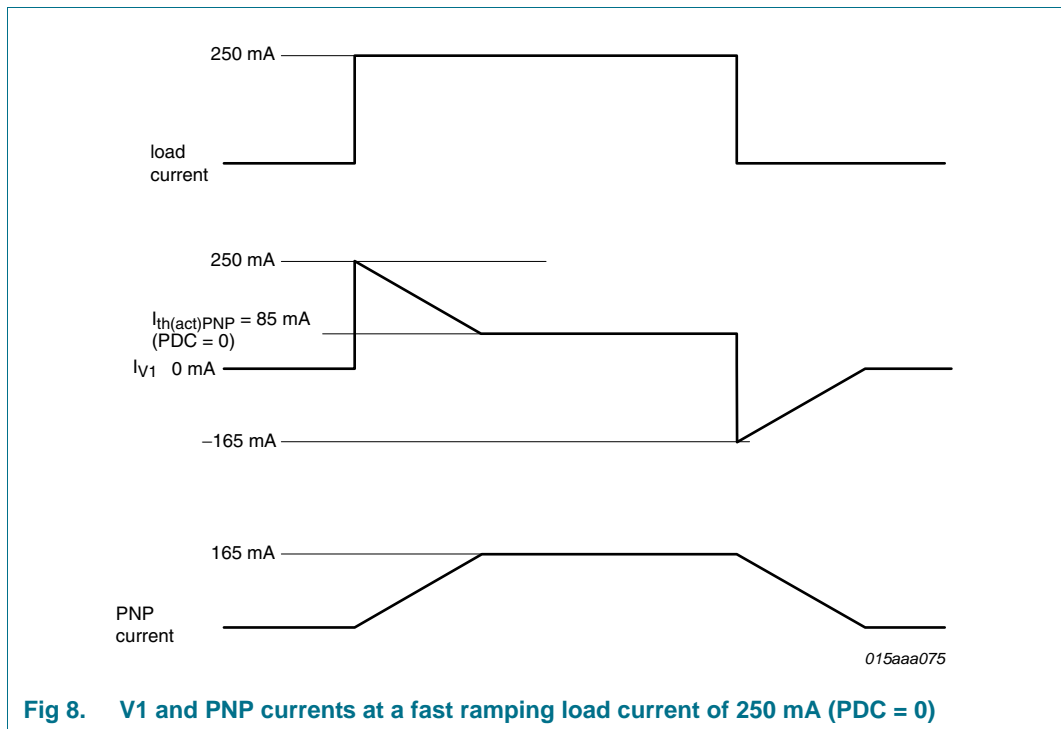 250 mA
load
current
250 mA
Ith(act)PNP = 85 mA
(PDC = 0)
IV1 0 mA
−165 mA
165 mA
PNP
current
015aaa075
Fig 8. V1 and PNP currents at a fast ramping load current of 250 mA (PDC = 0)